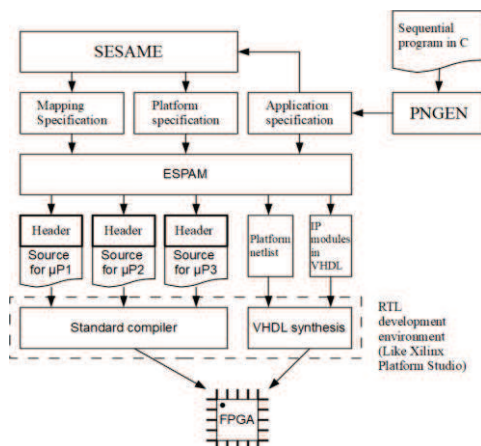 Sequential
program in C
SESAME
Mapping
Specification
Platform
specification
Application
specification
PNGEN
ESPAM
Header
Source
for µP1
Header
Source
for µP2
Header
Source
for µP3
Platform
netlist
IP
modules
in
VHDL
Standard compiler
VHDL synthesis
RTL
development
environment
(Like Xilinx
Platform Studio)
FPGA